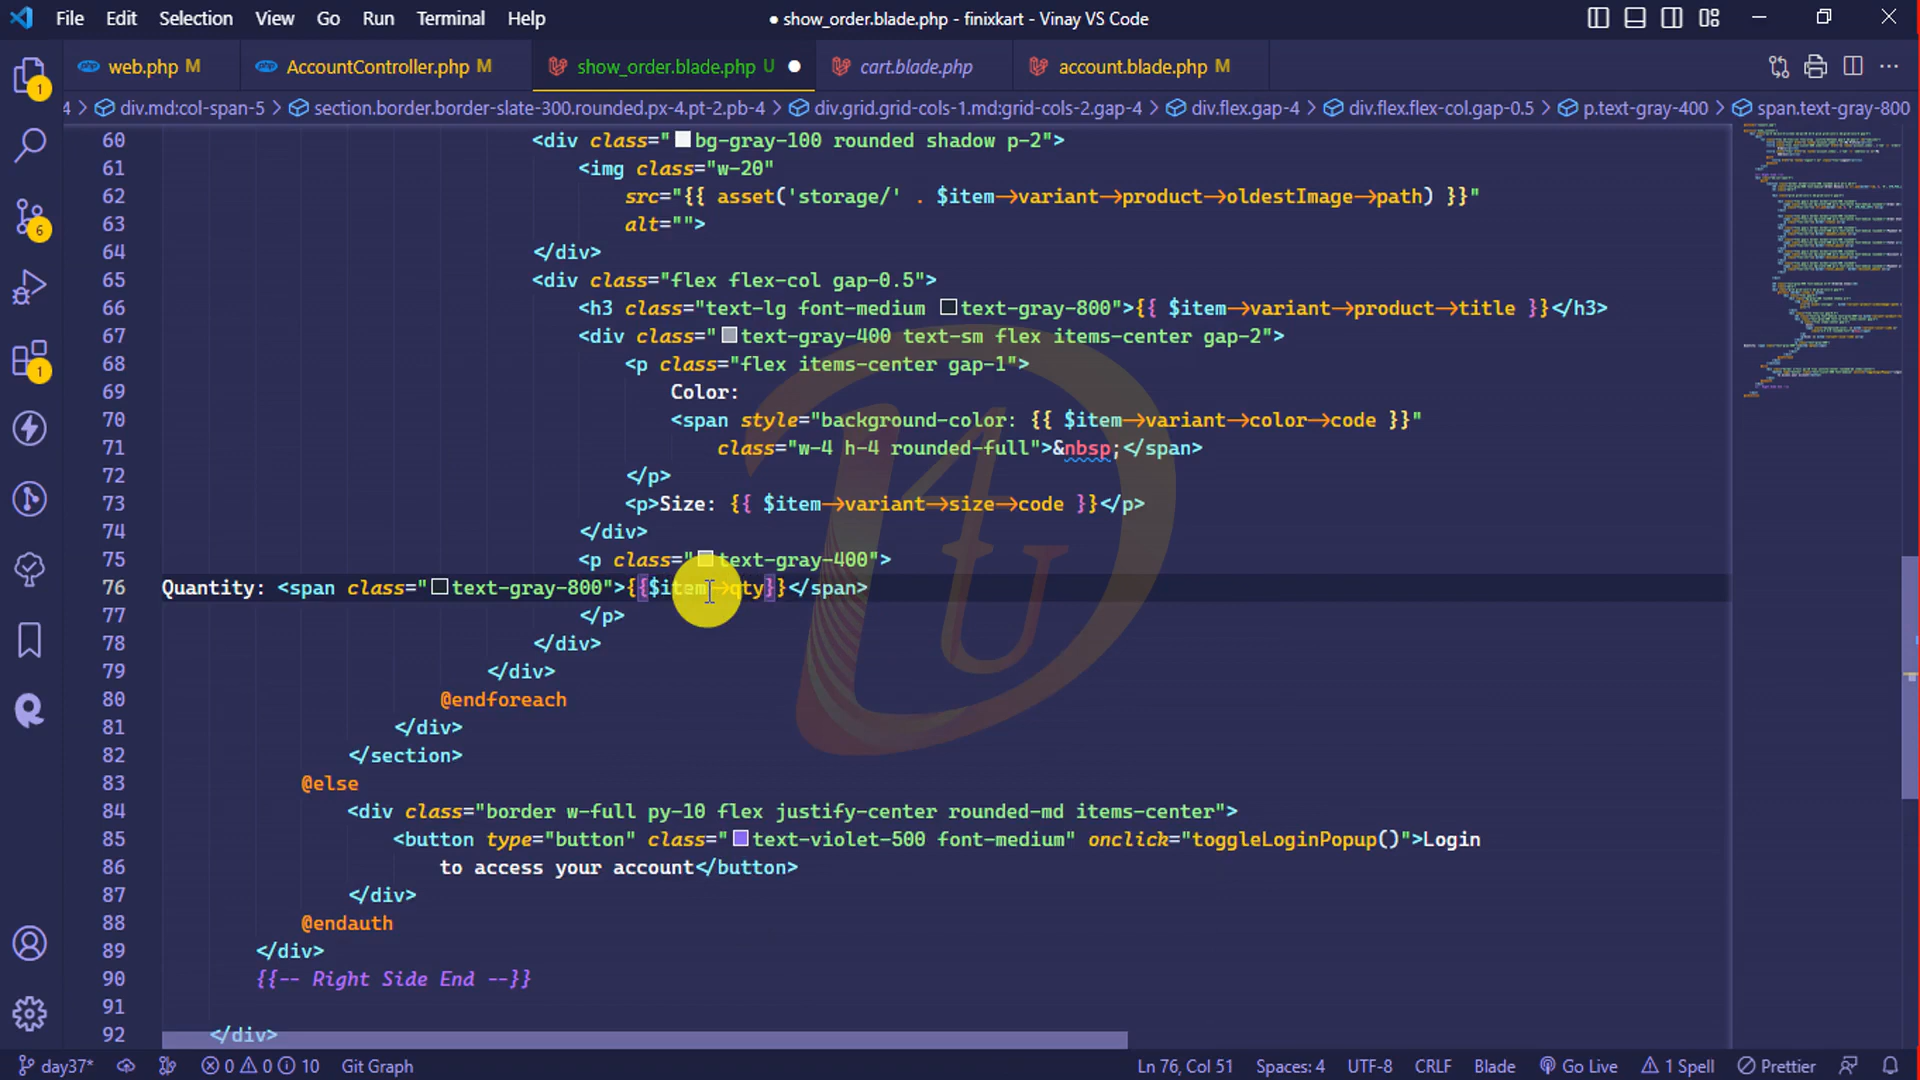 File Edit Selection View Go Run Terminal Help
● show_order.blade.php - finixkart - Vinay VS Code
web.php M
AccountController.php M
show_order.blade.php U
cart.blade.php
account.blade.php M
4 > div.md:col-span-5 > section.border.border-slate-300.rounded.px-4.pt-2.pb-4 > div.grid.grid-cols-1.md:grid-cols-2.gap-4 > div.flex.gap-4 > div.flex.flex-col.gap-0.5 > p.text-gray-400 > span.text-gray-800
60 <div class="bg-gray-100 rounded shadow p-2">
61 <img class="w-20"
62 src="{{ asset('storage/' . $item->variant->product->oldestImage->path) }}"
63 alt="">
64 </div>
65 <div class="flex flex-col gap-0.5">
66 <h3 class="text-lg font-medium text-gray-800">{{ $item->variant->product->title }}</h3>
67 <div class="text-gray-400 text-sm flex items-center gap-2">
68 <p class="flex items-center gap-1">
69 Color:
70 <span style="background-color: {{ $item->variant->color->code }}"
71 class="w-4 h-4 rounded-full">&nbsp;</span>
72 </p>
73 <p>Size: {{ $item->variant->size->code }}</p>
74 </div>
75 <p class="text-gray-400">
76 Quantity: <span class="text-gray-800">{{$item->qty}}</span>
77 </p>
78 </div>
79 </div>
80 @endforeach
81 </div>
82 </section>
83 @else
84 <div class="border w-full py-10 flex justify-center rounded-md items-center">
85 <button type="button" class="text-violet-500 font-medium" onclick="toggleLoginPopup()">Login
86 to access your account</button>
87 </div>
88 @endauth
89 </div>
90 {{-- Right Side End --}}
91
92 </div>
1
6
1
4
U
day37* 0 0 10 Git Graph
Ln 76, Col 51 Spaces: 4 UTF-8 CRLF Blade Go Live 1 Spell Prettier